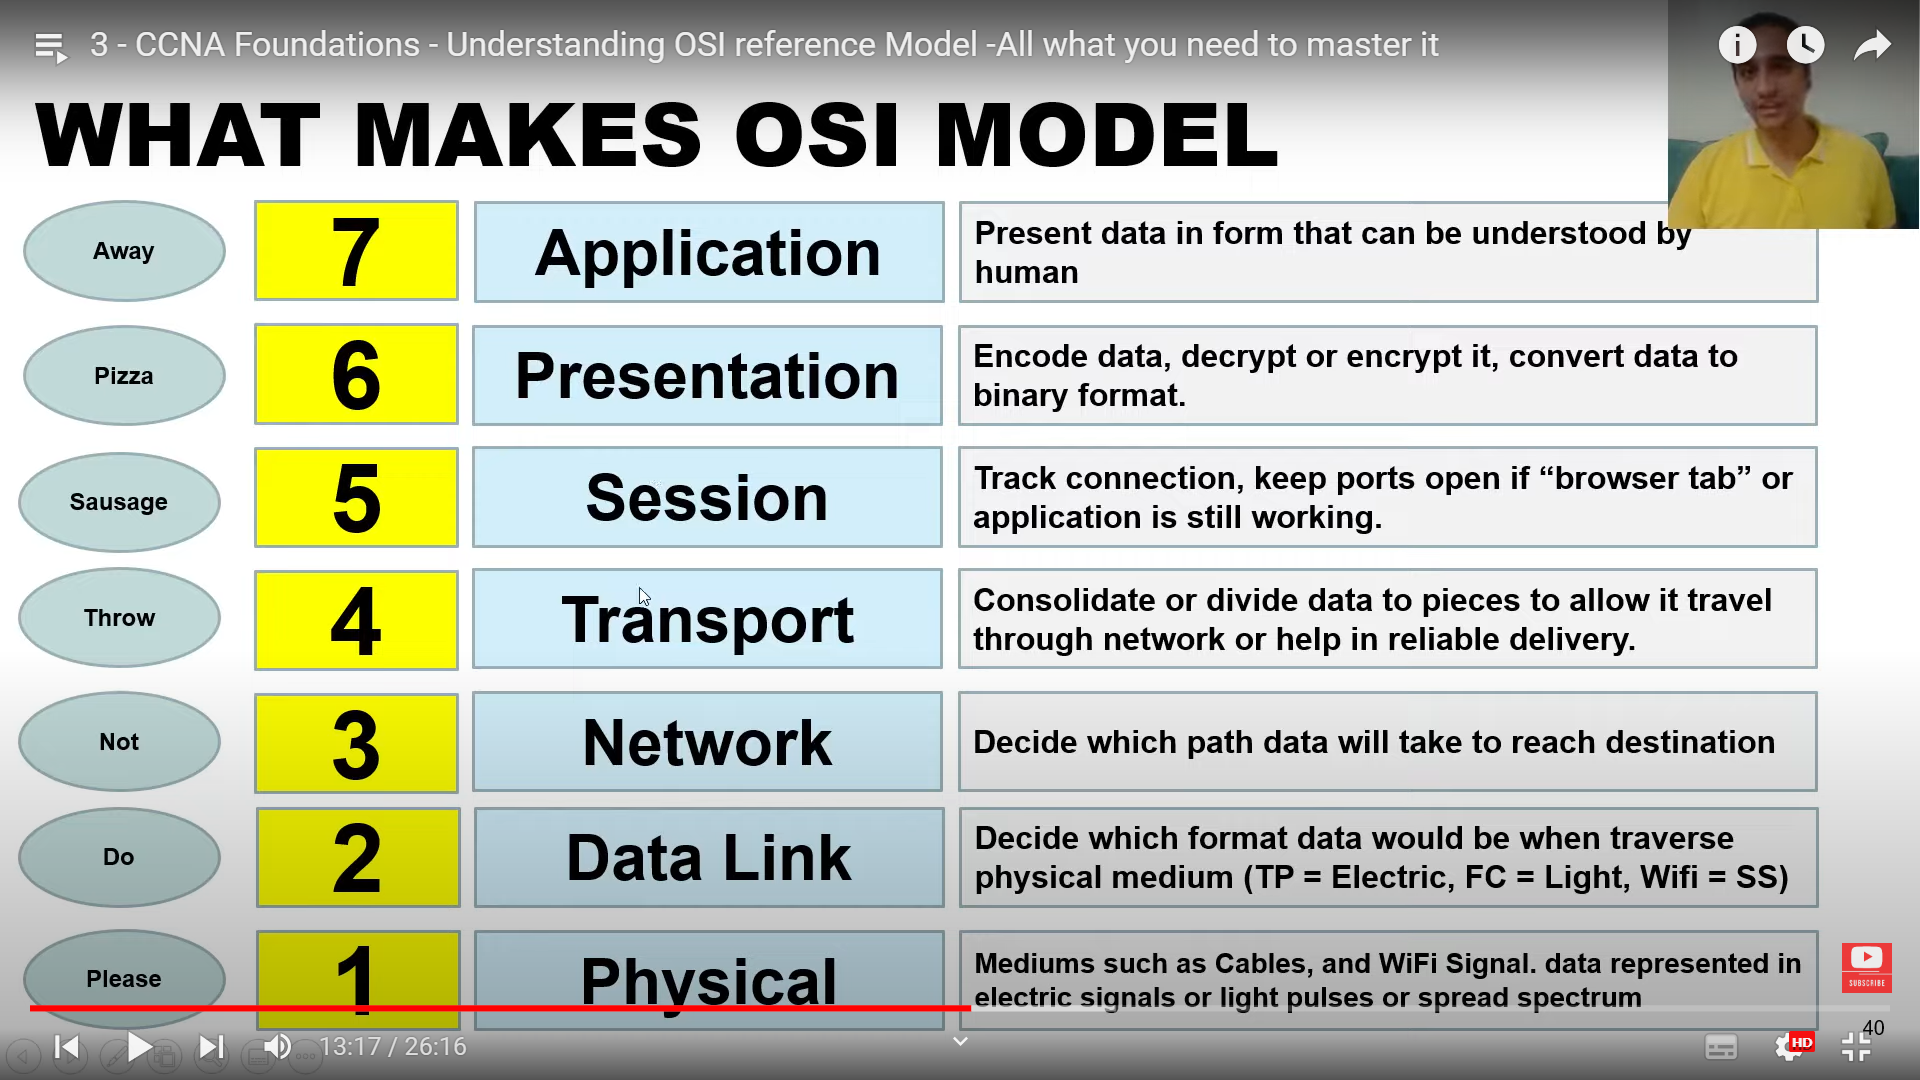 3 - CCNA Foundations - Understanding OSI reference Model -All what you need to master it
WHAT MAKES OSI MODEL
Away
7
Application
Present data in form that can be understood by
human
Pizza
6
Presentation
Encode data, decrypt or encrypt it, convert data to
binary format.
Sausage
5
Session
Track connection, keep ports open if “browser tab” or
application is still working.
Throw
4
Transport
Consolidate or divide data to pieces to allow it travel
through network or help in reliable delivery.
Not
3
Network
Decide which path data will take to reach destination
Do
2
Data Link
Decide which format data would be when traverse
physical medium (TP = Electric, FC = Light, Wifi = SS)
Please
1
Physical
Mediums such as Cables, and WiFi Signal. data represented in
electric signals or light pulses or spread spectrum
SUBSCRIBE
40
13:17 / 26:16
HD